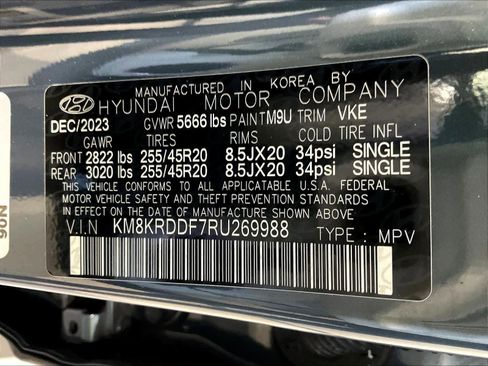 MANUFACTURED IN KOREA BY
HYUNDAI MOTOR COMPANY
DEC/2023 GVWR 5666 lbs PAINT M9U TRIM VKE
GAWR TIRES RIMS COLD TIRE INFL
FRONT 2822 lbs 255/45R20 8.5JX20 34psi SINGLE
REAR 3020 lbs 255/45R20 8.5JX20 34psi SINGLE
THIS VEHICLE CONFORMS TO ALL APPLICABLE U.S.A. FEDERAL
MOTOR VEHICLE SAFETY AND THEFT PREVENTION STANDARDS
IN EFFECT ON THE DATE OF MANUFACTURE SHOWN ABOVE.
V.I.N KM8KRDDF7RU269988 TYPE : MPV
N06